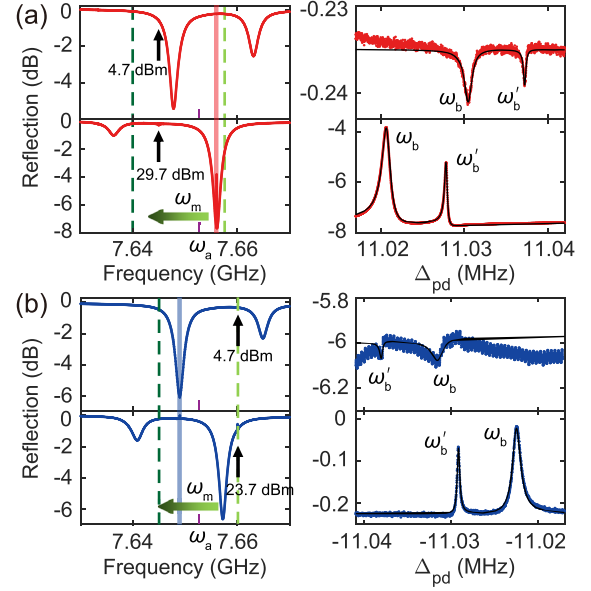 (a)
0
-2
-4
4.7 dBm
Reflection (dB)
0
-2
-4
-6
-8
29.7 dBm
ωm
7.64
ωa
7.66
Frequency (GHz)
-0.23
-0.24
ωb
ωb′
-4
-6
-8
ωb
ωb′
11.02
11.03
11.04
Δpd (MHz)
(b)
0
-2
-4
-6
4.7 dBm
Reflection (dB)
0
-2
-4
-6
23.7 dBm
ωm
7.64
ωa
7.66
Frequency (GHz)
-5.8
-6
-6.2
ωb′
ωb
0
-0.1
-0.2
ωb′
ωb
-11.04
-11.03
-11.02
Δpd (MHz)